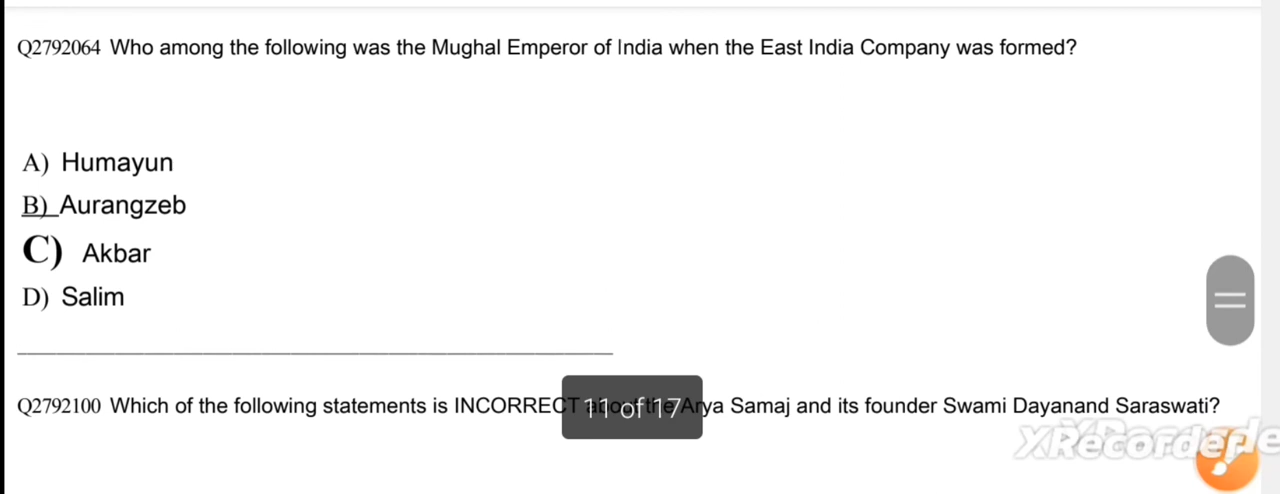 Q2792064 Who among the following was the Mughal Emperor of India when the East India Company was formed?
A) Humayun
B) Aurangzeb
C) Akbar
D) Salim
Q2792100 Which of the following statements is INCORRECT about the Arya Samaj and its founder Swami Dayanand Saraswati?
11 of 17
XRecorder